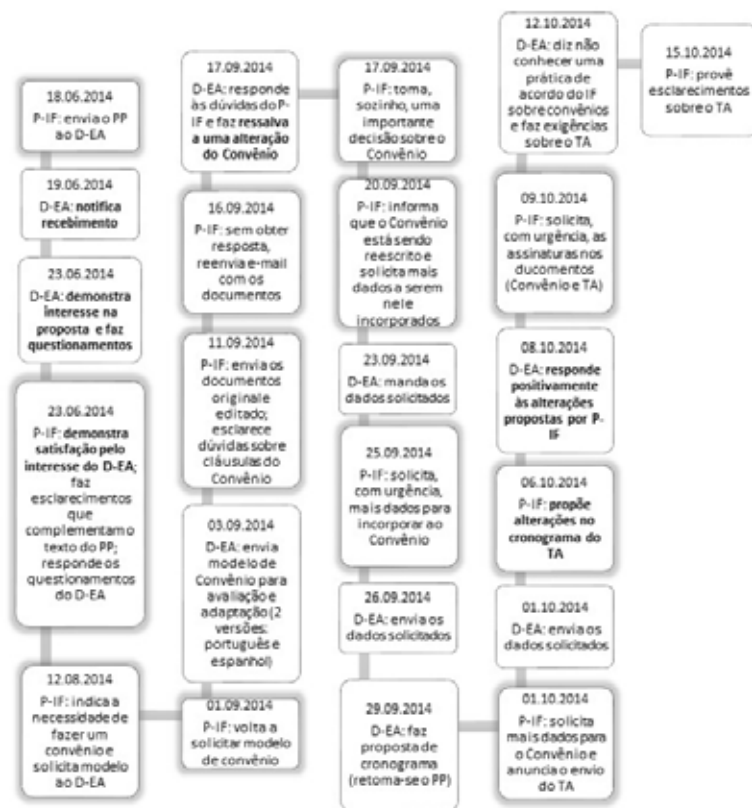 18.06.2014
P-IF: envia o PP
ao D-EA
19.06.2014
D-EA: notifica
recebimento
23.06.2014
D-EA: demonstra
interesse na
proposta e faz
questionamentos
23.06.2014
P-IF: demonstra
satisfação pelo
interesse do D-EA;
faz
esclarecimentos
que
complementam o
texto do PP;
responde os
questionamentos
do D-EA
12.08.2014
P-IF: indica a
necessidade de
fazer um
convênio e
solicita modelo
ao D-EA
01.09.2014
P-IF: volta a
solicitar modelo
de convênio
03.09.2014
D-EA: envia
modelo de
Convênio para
avaliação e
adaptação (2
versões:
português e
espanhol)
11.09.2014
P-IF: envia os
documentos
original e
editado;
esclarece
dúvidas sobre
cláusulas do
Convênio
16.09.2014
P-IF: sem obter
resposta,
reenvia e-mail
com os
documentos
17.09.2014
D-EA: responde
às dúvidas do P-
IF e faz ressalva
a uma alteração
do Convênio
17.09.2014
P-IF: toma,
sozinho, uma
importante
decisão sobre o
Convênio
20.09.2014
P-IF: informa
que o Convênio
está sendo
reescrito e
solicita mais
dados a serem
nele
incorporados
23.09.2014
D-EA: manda os
dados solicitados
25.09.2014
P-IF: solicita,
com urgência,
mais dados para
incorporar ao
Convênio
26.09.2014
D-EA: envia os
dados solicitados
29.09.2014
D-EA: faz
proposta de
cronograma
(retoma-se o PP)
01.10.2014
P-IF: solicita
mais dados para
o Convênio e
anuncia o envio
do TA
01.10.2014
D-EA: envia os
dados solicitados
06.10.2014
P-IF: propõe
alterações no
cronograma do
TA
08.10.2014
D-EA: responde
positivamente
às alterações
propostas por P-
IF
09.10.2014
P-IF: solicita,
com urgência, as
assinaturas nos
ducomentos
(Convênio e TA)
12.10.2014
D-EA: diz não
conhecer uma
prática de
acordo do IF
sobre convênios
e faz exigências
sobre o TA
15.10.2014
P-IF: provê
esclarecimentos
sobre o TA